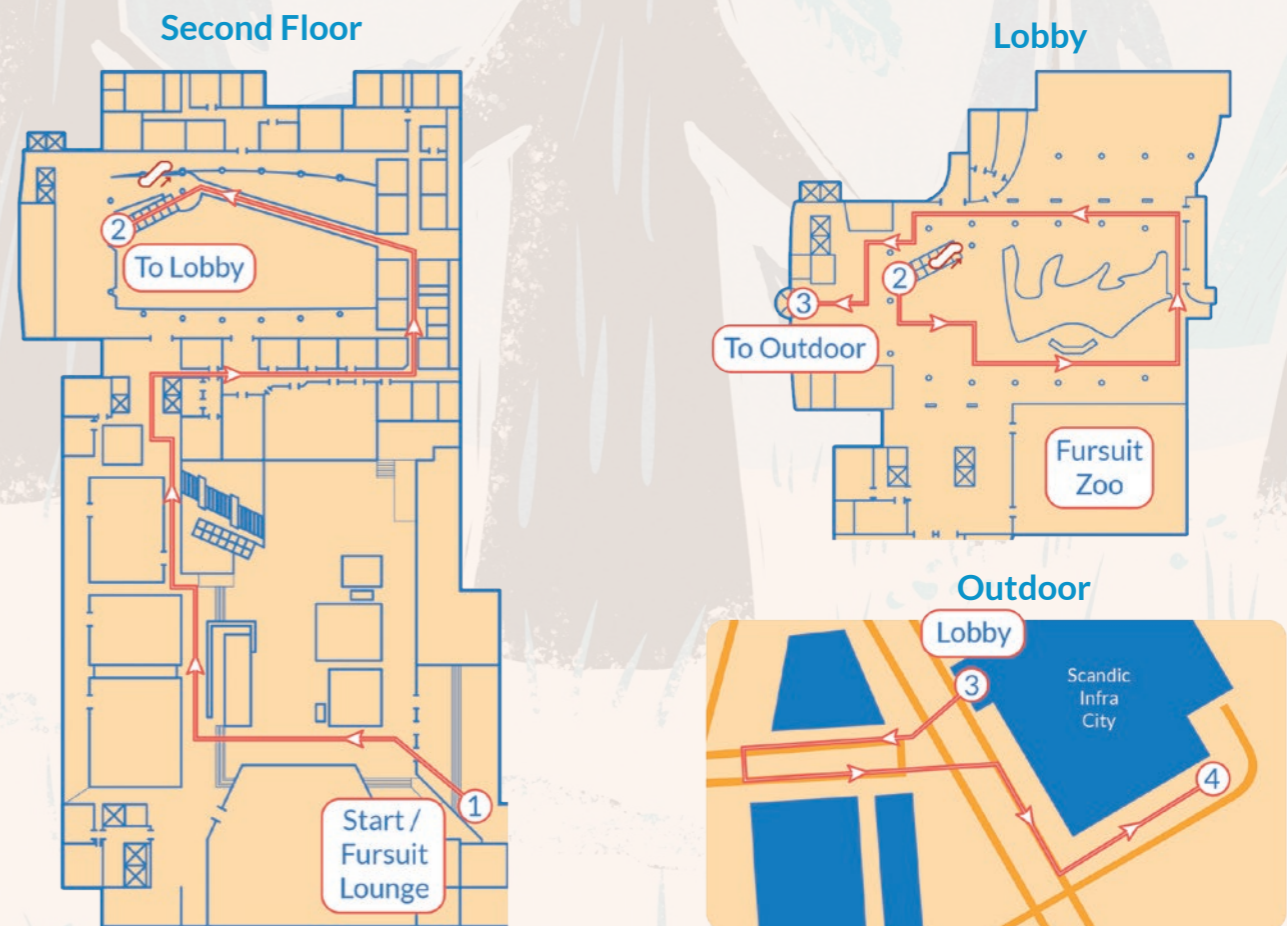 Second Floor
2
To Lobby
1
Start /
Fursuit
Lounge
Lobby
2
3
To Outdoor
Fursuit
Zoo
Outdoor
Lobby
3
Scandic
Infra
City
4